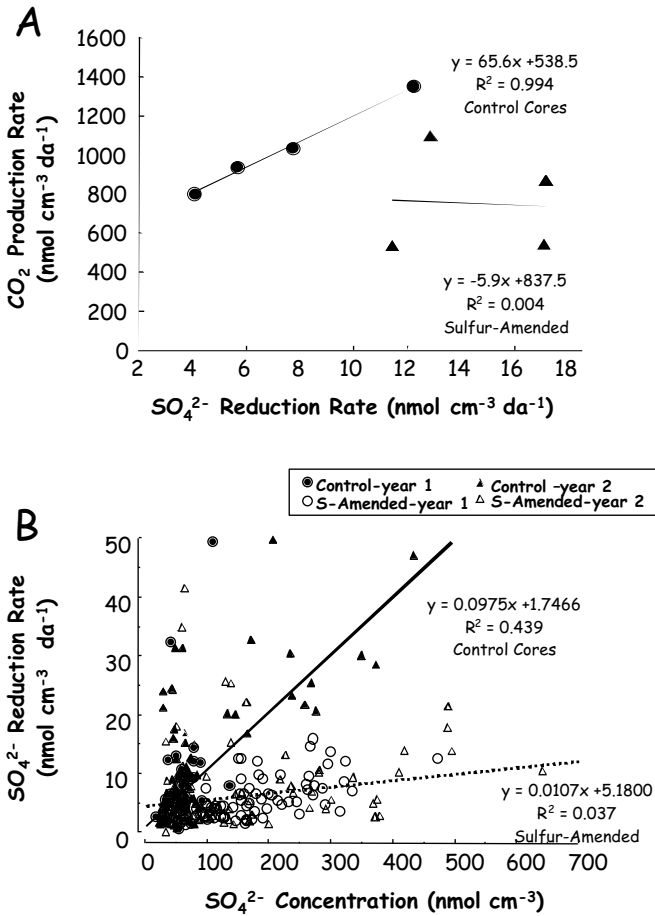 A
CO₂ Production Rate
(nmol cm⁻³ da⁻¹)
1600
1400
1200
1000
800
600
400
200
0
y = 65.6x +538.5
R² = 0.994
Control Cores
y = -5.9x +837.5
R² = 0.004
Sulfur-Amended
2 4 6 8 10 12 14 16 18
SO₄²⁻ Reduction Rate (nmol cm⁻³ da⁻¹)
Control-year 1 Control -year 2
S-Amended-year 1 S-Amended-year 2
B
SO₄²⁻ Reduction Rate
(nmol cm⁻³ da⁻¹)
50
40
30
20
10
0
y = 0.0975x +1.7466
R² = 0.439
Control Cores
y = 0.0107x +5.1800
R² = 0.037
Sulfur-Amended
0 100 200 300 400 500 600 700
SO₄²⁻ Concentration (nmol cm⁻³)